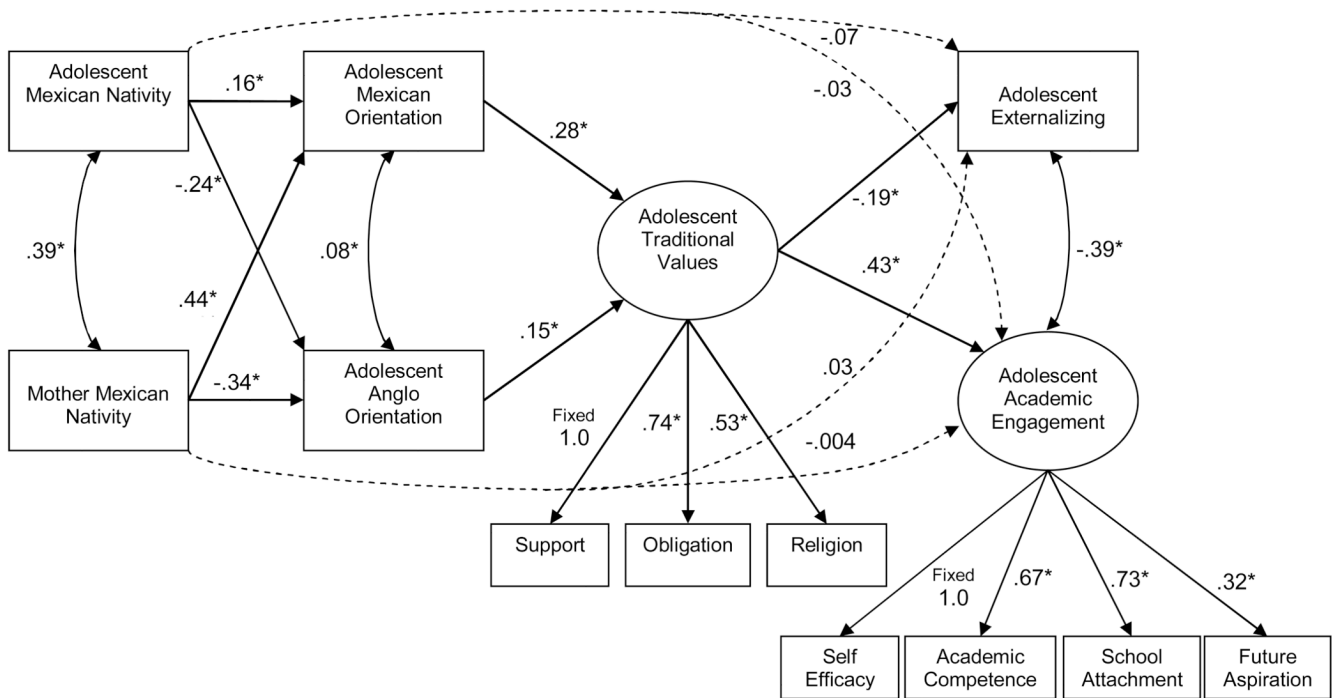 Adolescent
Mexican Nativity
.16*
Adolescent
Mexican
Orientation
.28*
-.07
-.03
Adolescent
Externalizing
-.24*
.39*
.08*
Adolescent
Traditional
Values
-.19*
.43*
-.39*
.44*
.15*
Mother Mexican
Nativity
-.34*
Adolescent
Anglo
Orientation
.03
Adolescent
Academic
Engagement
Fixed
1.0
.74*
.53*
-.004
Support
Obligation
Religion
Fixed
1.0
.67*
.73*
.32*
Self
Efficacy
Academic
Competence
School
Attachment
Future
Aspiration